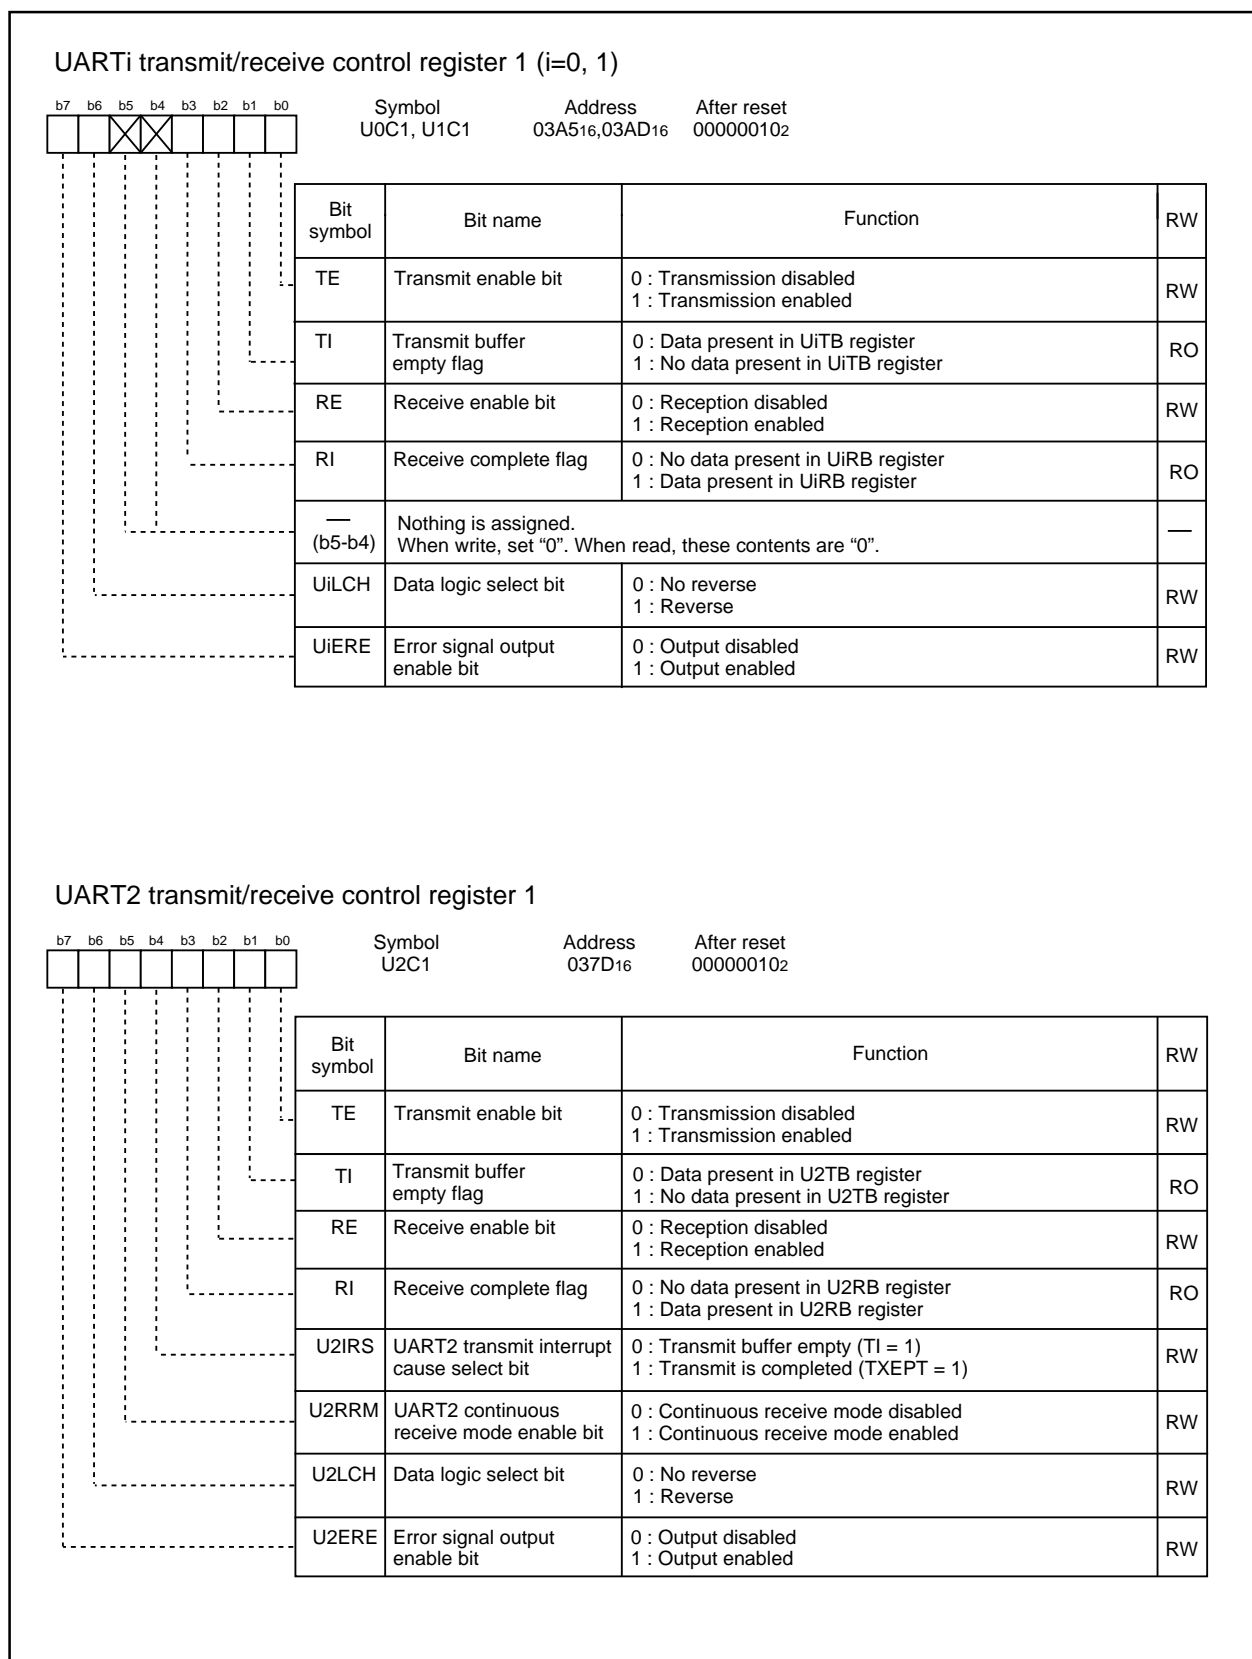 UARTi transmit/receive control register 1 (i=0, 1)
b7 b6 b5 b4 b3 b2 b1 b0
Symbol Address After reset
U0C1, U1C1 03A516,03AD16 000000102
Bit symbol Bit name Function RW
TE Transmit enable bit 0 : Transmission disabled
1 : Transmission enabled RW
TI Transmit buffer empty flag 0 : Data present in UiTB register
1 : No data present in UiTB register RO
RE Receive enable bit 0 : Reception disabled
1 : Reception enabled RW
RI Receive complete flag 0 : No data present in UiRB register
1 : Data present in UiRB register RO
— (b5-b4) Nothing is assigned.
When write, set “0”. When read, these contents are “0”. —
UiLCH Data logic select bit 0 : No reverse
1 : Reverse RW
UiERE Error signal output enable bit 0 : Output disabled
1 : Output enabled RW
UART2 transmit/receive control register 1
b7 b6 b5 b4 b3 b2 b1 b0
Symbol Address After reset
U2C1 037D16 000000102
Bit symbol Bit name Function RW
TE Transmit enable bit 0 : Transmission disabled
1 : Transmission enabled RW
TI Transmit buffer empty flag 0 : Data present in U2TB register
1 : No data present in U2TB register RO
RE Receive enable bit 0 : Reception disabled
1 : Reception enabled RW
RI Receive complete flag 0 : No data present in U2RB register
1 : Data present in U2RB register RO
U2IRS UART2 transmit interrupt cause select bit 0 : Transmit buffer empty (TI = 1)
1 : Transmit is completed (TXEPT = 1) RW
U2RRM UART2 continuous receive mode enable bit 0 : Continuous receive mode disabled
1 : Continuous receive mode enabled RW
U2LCH Data logic select bit 0 : No reverse
1 : Reverse RW
U2ERE Error signal output enable bit 0 : Output disabled
1 : Output enabled RW